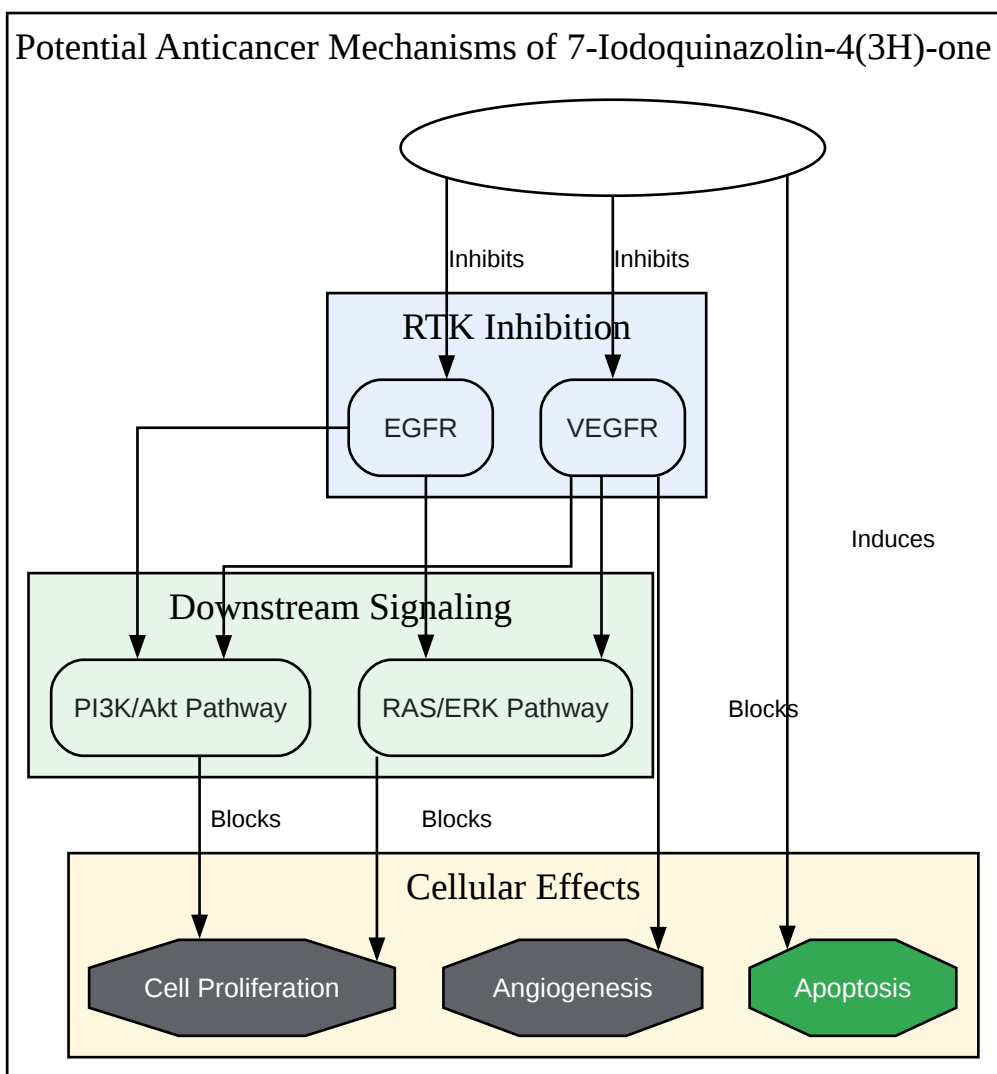 Potential Anticancer Mechanisms of 7-Iodoquinazolin-4(3H)-one
Inhibits
Inhibits
RTK Inhibition
EGFR
VEGFR
Induces
Downstream Signaling
PI3K/Akt Pathway
RAS/ERK Pathway
Blocks
Blocks
Blocks
Cellular Effects
Cell Proliferation
Angiogenesis
Apoptosis